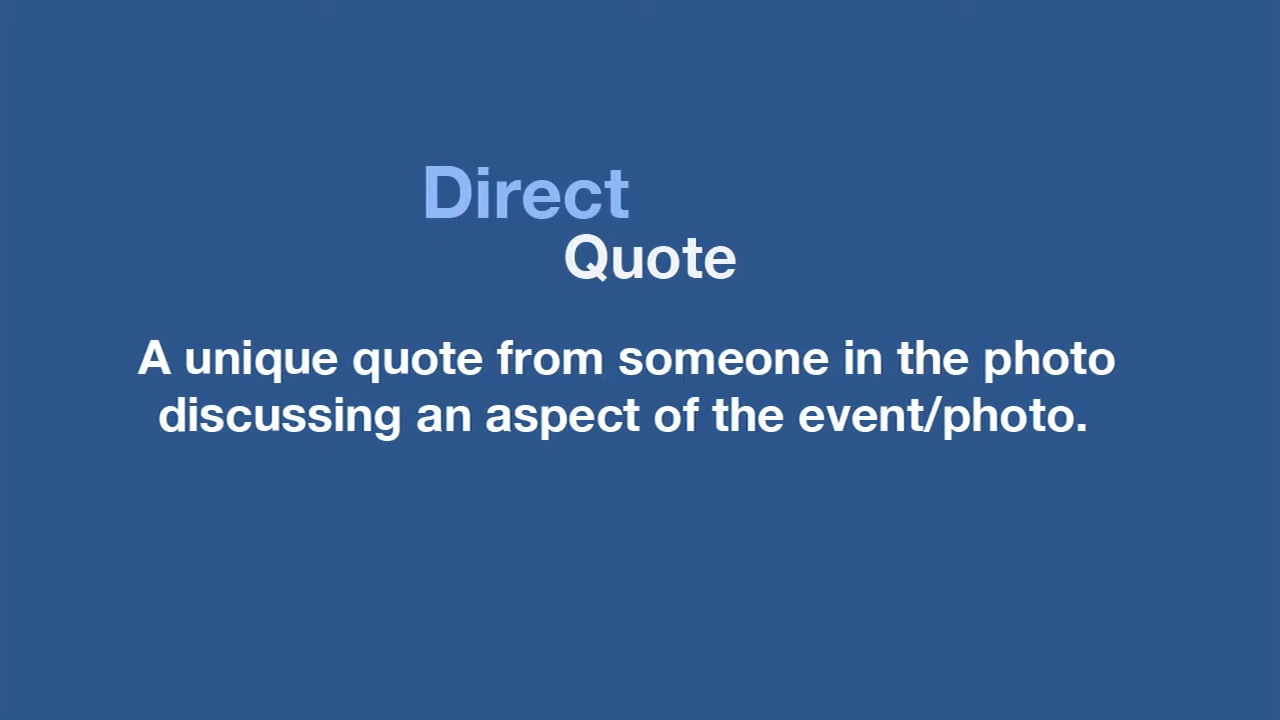 Direct
Quote
A unique quote from someone in the photo
discussing an aspect of the event/photo.